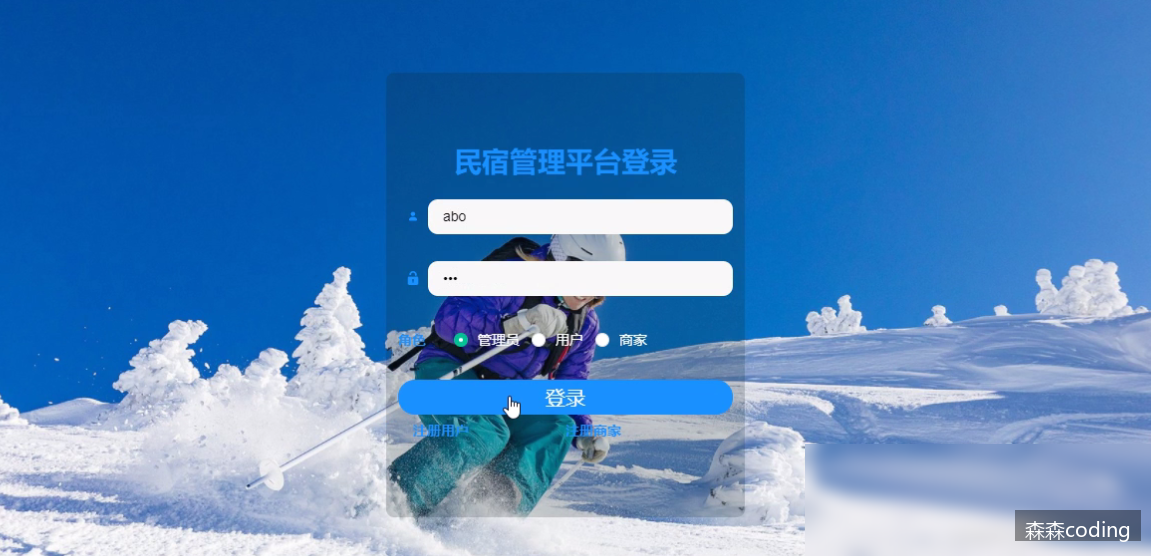 民宿管理平台登录
abo
•••
角色 管理员 用户 商家
登录
注册用户 注册商家
森森coding